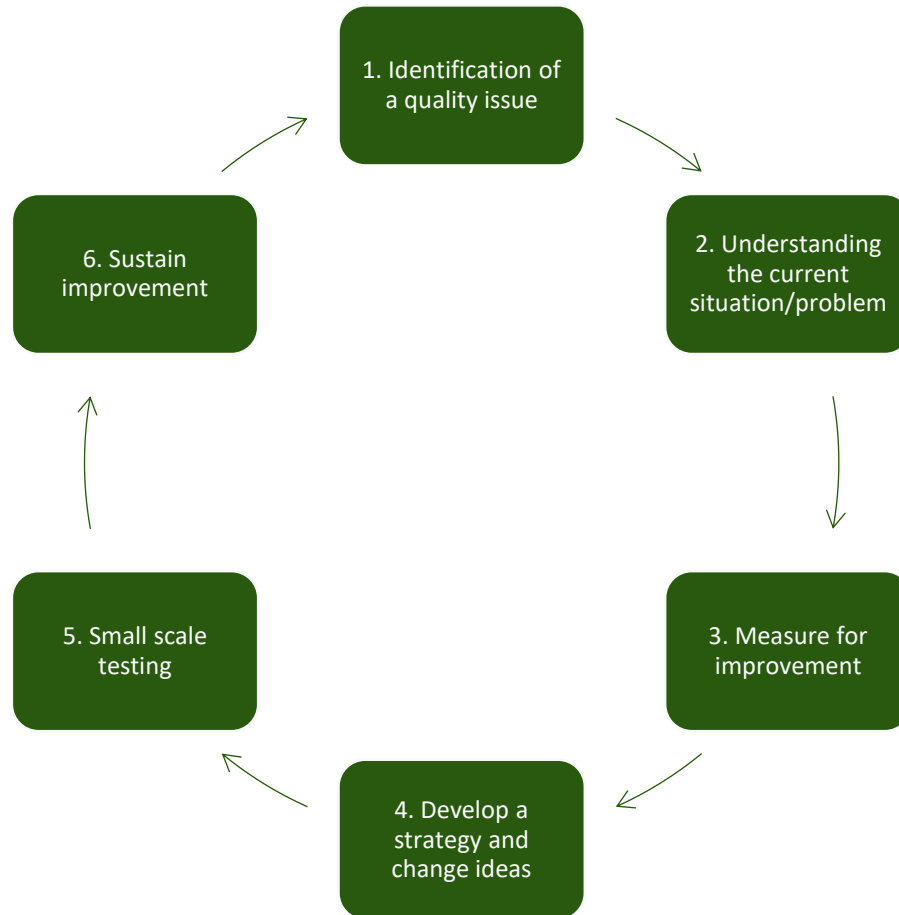 1. Identification of
a quality issue
2. Understanding
the current
situation/problem
3. Measure for
improvement
4. Develop a
strategy and
change ideas
5. Small scale
testing
6. Sustain
improvement